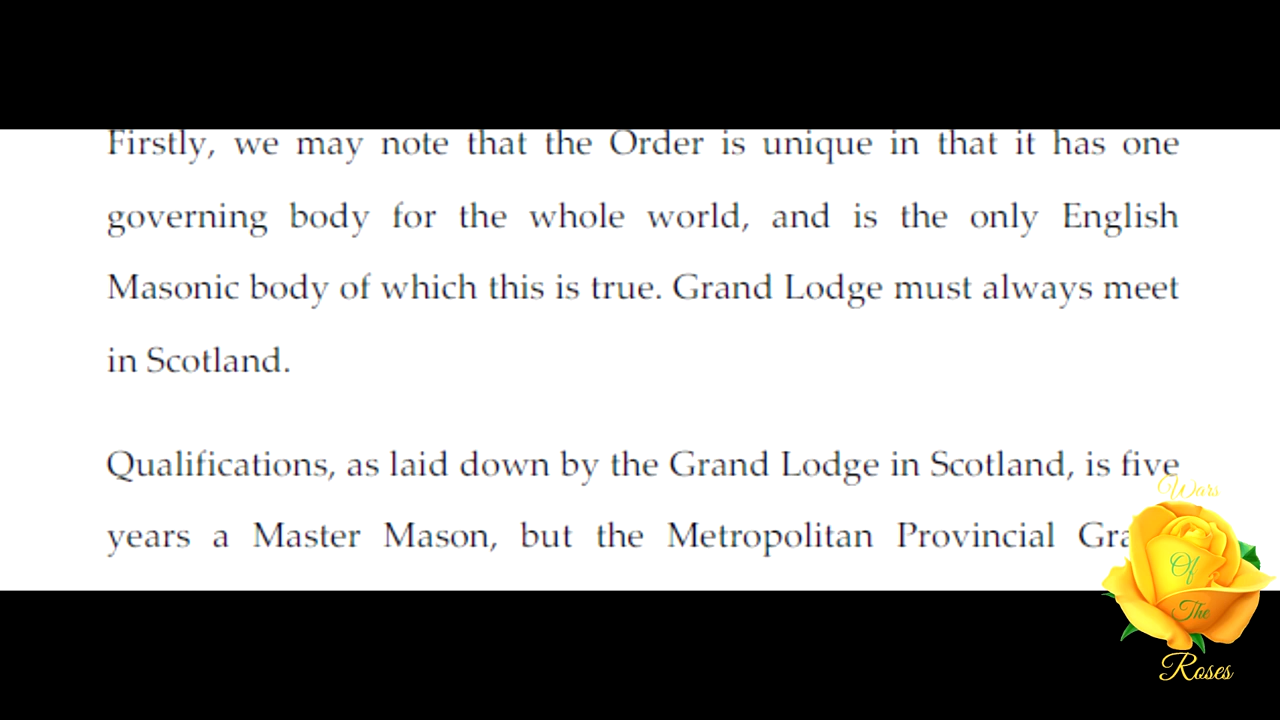 Firstly, we may note that the Order is unique in that it has one
governing body for the whole world, and is the only English
Masonic body of which this is true. Grand Lodge must always meet
in Scotland.
Qualifications, as laid down by the Grand Lodge in Scotland, is five
years a Master Mason, but the Metropolitan Provincial
Wars
Of
The
Roses